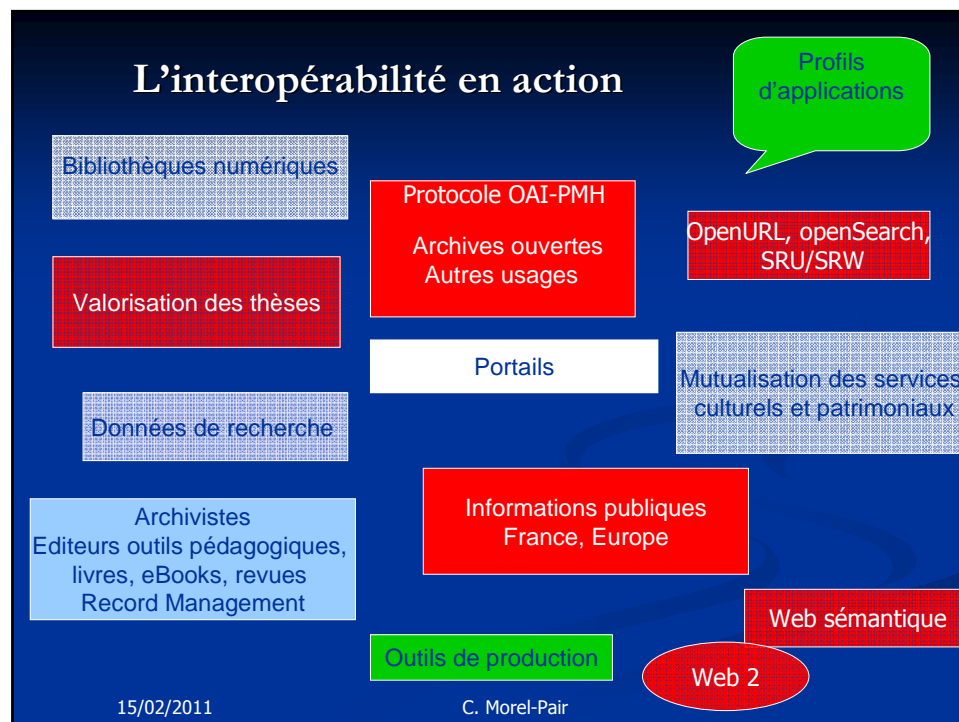 L'interopérabilité en action
Profils
d'applications
Bibliothèques numériques
Protocole OAI-PMH
Archives ouvertes
Autres usages
OpenURL, openSearch,
SRU/SRW
Valorisation des thèses
Portails
Mutualisation des services
culturels et patrimoniaux
Données de recherche
Informations publiques
France, Europe
Archivistes
Editeurs outils pédagogiques,
livres, eBooks, revues
Record Management
Web sémantique
Outils de production
Web 2
15/02/2011
C. Morel-Pair